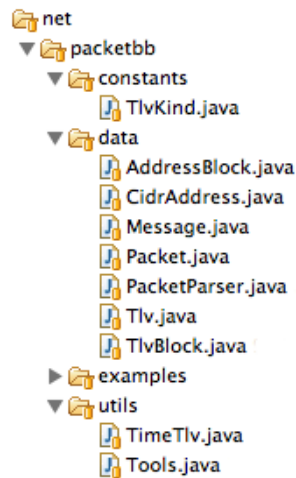 net
packetbb
constants
TlvKind.java
data
AddressBlock.java
CidrAddress.java
Message.java
Packet.java
PacketParser.java
Tlv.java
TlvBlock.java
examples
utils
TimeTlv.java
Tools.java